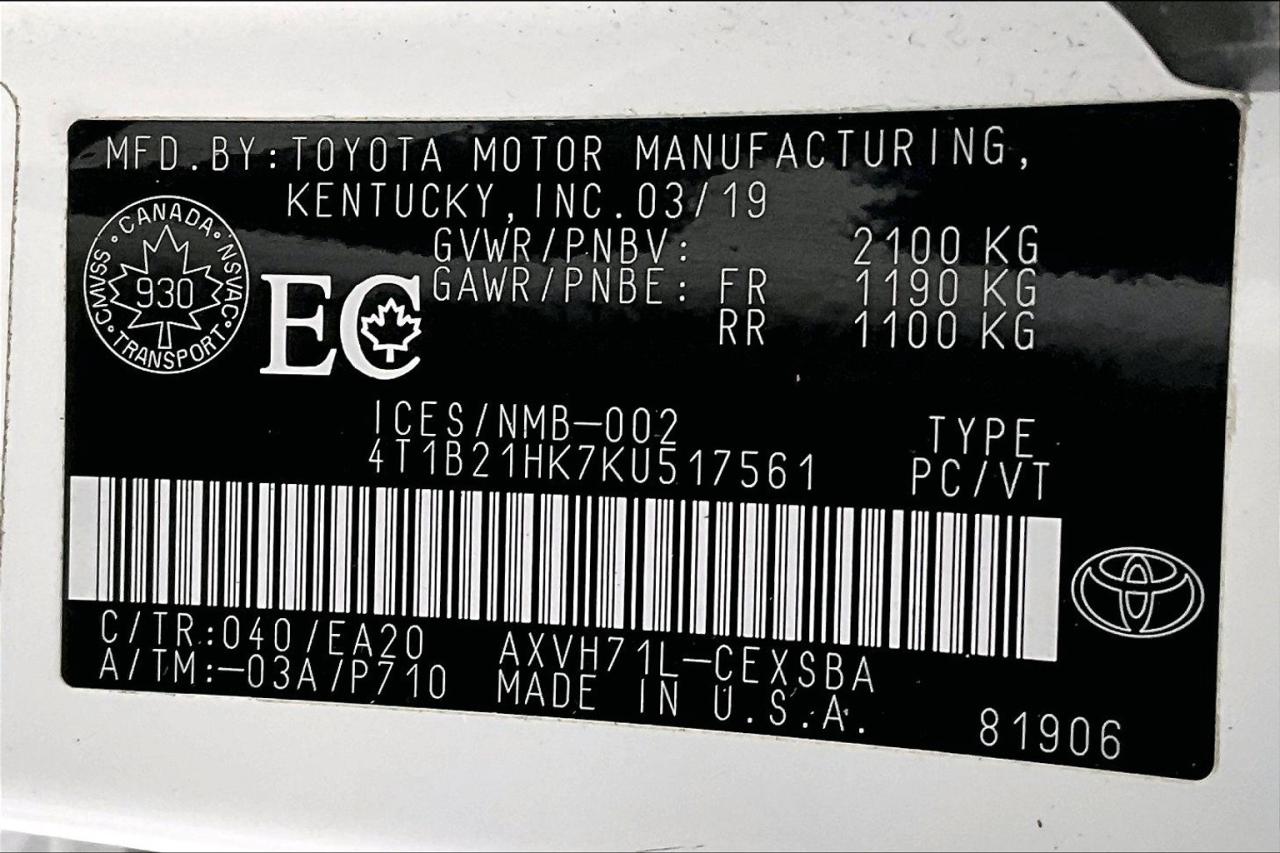 MFD.BY:TOYOTA MOTOR MANUFACTURING,
KENTUCKY, INC. 03/19
GVWR/PNBV: 2100 KG
GAWR/PNBE: FR 1190 KG
RR 1100 KG
CANADA
CMVSS
NSVAC
930
TRANSPORT
EC
ICES/NMB-002
TYPE
4T1B21HK7KU517561
PC/VT
C/TR:040/EA20
AXVH71L-CEXSBA
A/TM:-03A/P710
MADE IN U.S.A.
81906